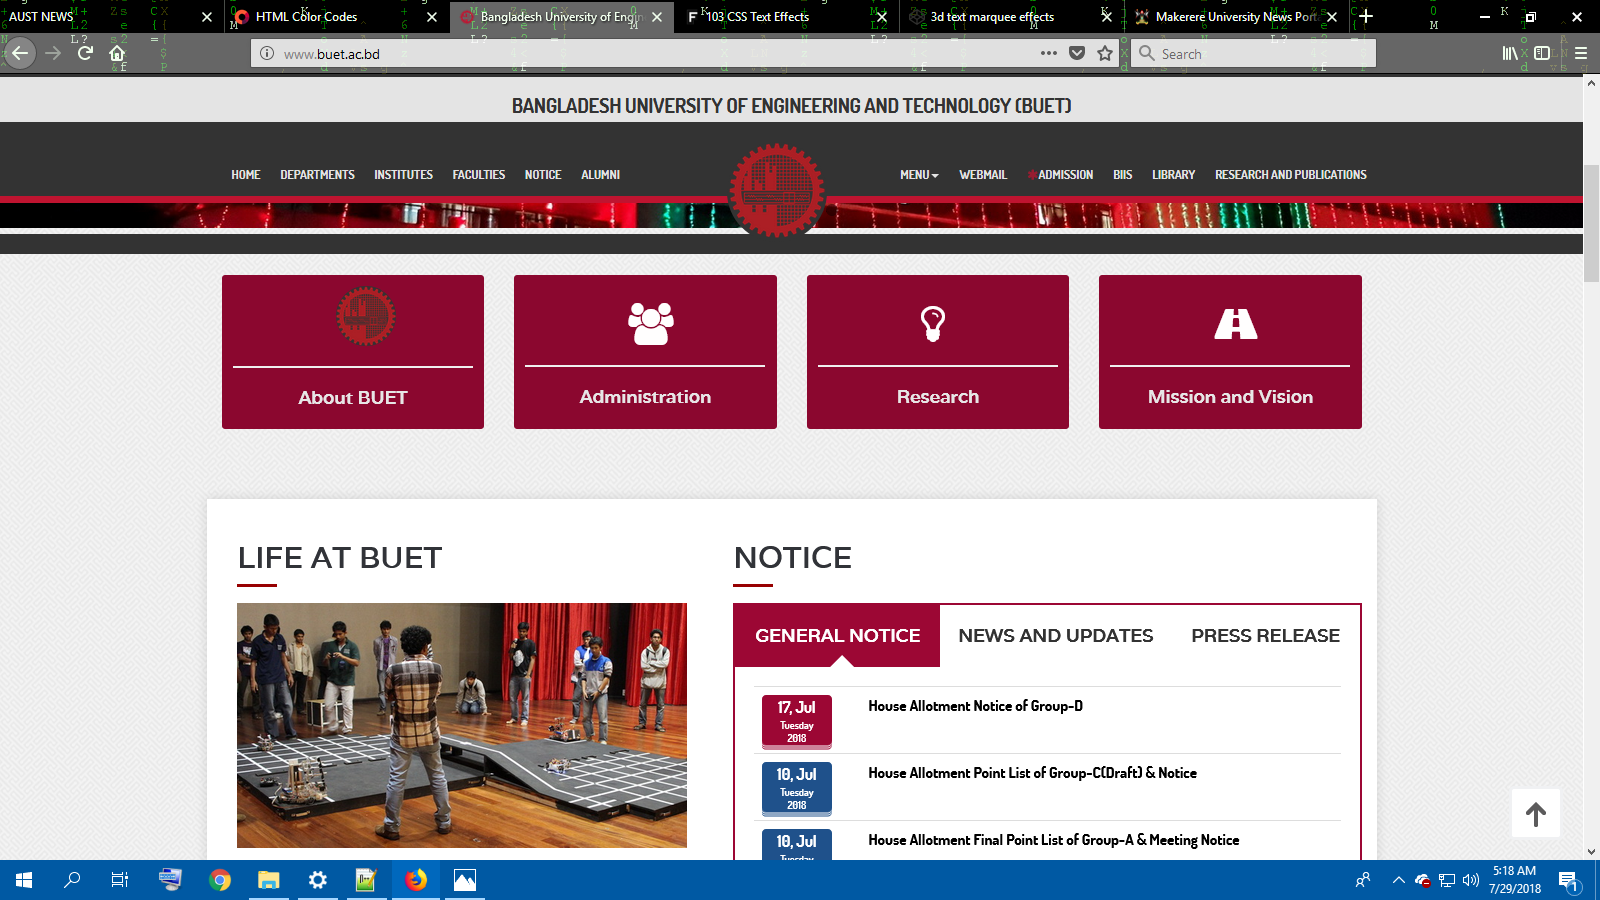 AUST NEWS
HTML Color Codes
Bangladesh University of Engin
103 CSS Text Effects
3d text marquee effects
Makerere University News Port
www.buet.ac.bd
Search
BANGLADESH UNIVERSITY OF ENGINEERING AND TECHNOLOGY (BUET)
HOME DEPARTMENTS INSTITUTES FACULTIES NOTICE ALUMNI
MENU WEBMAIL ADMISSION BIIS LIBRARY RESEARCH AND PUBLICATIONS
About BUET
Administration
Research
Mission and Vision
LIFE AT BUET
NOTICE
GENERAL NOTICE NEWS AND UPDATES PRESS RELEASE
17, Jul
Tuesday
2018
House Allotment Notice of Group-D
10, Jul
Tuesday
2018
House Allotment Point List of Group-C(Draft) & Notice
10, Jul
Tuesday
House Allotment Final Point List of Group-A & Meeting Notice
5:18 AM
7/29/2018
1